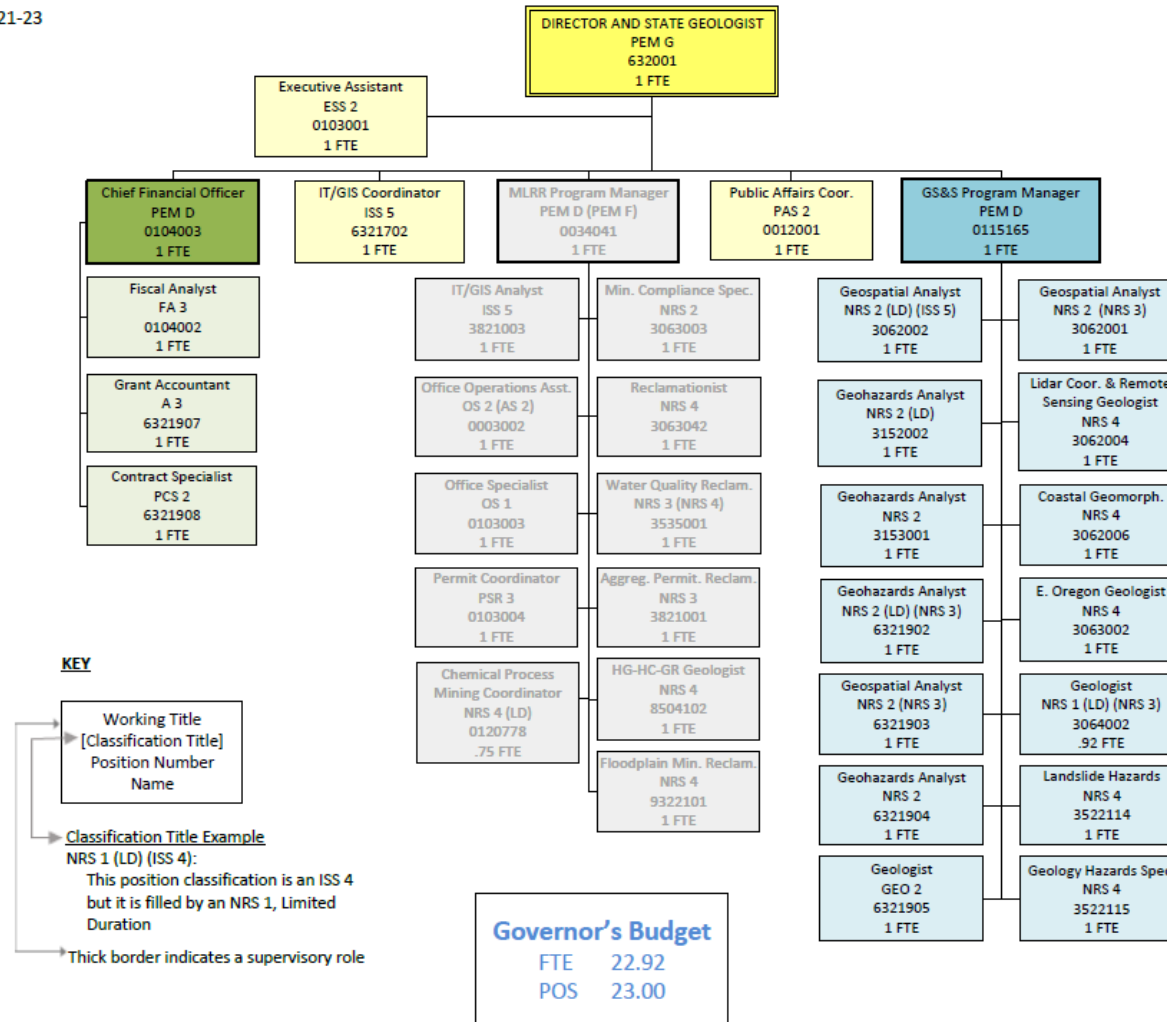 21-23
DIRECTOR AND STATE GEOLOGIST
PEM G
632001
1 FTE
Executive Assistant
ESS 2
0103001
1 FTE
Chief Financial Officer
PEM D
0104003
1 FTE
IT/GIS Coordinator
ISS 5
6321702
1 FTE
MLRR Program Manager
PEM D (PEM F)
0034041
1 FTE
Public Affairs Coor.
PAS 2
0012001
1 FTE
GS&S Program Manager
PEM D
0115165
1 FTE
Fiscal Analyst
FA 3
0104002
1 FTE
Grant Accountant
A 3
6321907
1 FTE
Contract Specialist
PCS 2
6321908
1 FTE
IT/GIS Analyst
ISS 5
3821003
1 FTE
Min. Compliance Spec.
NRS 2
3063003
1 FTE
Office Operations Asst.
OS 2 (AS 2)
0003002
1 FTE
Reclamationist
NRS 4
3063042
1 FTE
Office Specialist
OS 1
0103003
1 FTE
Water Quality Reclam.
NRS 3 (NRS 4)
3535001
1 FTE
Permit Coordinator
PSR 3
0103004
1 FTE
Aggreg. Permit. Reclam.
NRS 3
3821001
1 FTE
Chemical Process
Mining Coordinator
NRS 4 (LD)
0120778
.75 FTE
HG-HC-GR Geologist
NRS 4
8504102
1 FTE
Floodplain Min. Reclam.
NRS 4
9322101
1 FTE
Geospatial Analyst
NRS 2 (LD) (ISS 5)
3062002
1 FTE
Geospatial Analyst
NRS 2 (NRS 3)
3062001
1 FTE
Geohazards Analyst
NRS 2 (LD)
3152002
1 FTE
Lidar Coor. & Remote
Sensing Geologist
NRS 4
3062004
1 FTE
Geohazards Analyst
NRS 2
3153001
1 FTE
Coastal Geomorph.
NRS 4
3062006
1 FTE
Geohazards Analyst
NRS 2 (LD) (NRS 3)
6321902
1 FTE
E. Oregon Geologist
NRS 4
3063002
1 FTE
Geospatial Analyst
NRS 2 (NRS 3)
6321903
1 FTE
Geologist
NRS 1 (LD) (NRS 3)
3064002
.92 FTE
Geohazards Analyst
NRS 2
6321904
1 FTE
Landslide Hazards
NRS 4
3522114
1 FTE
Geologist
GEO 2
6321905
1 FTE
Geology Hazards Spec
NRS 4
3522115
1 FTE
KEY
Working Title
[Classification Title]
Position Number
Name
Classification Title Example
NRS 1 (LD) (ISS 4):
This position classification is an ISS 4
but it is filled by an NRS 1, Limited
Duration
Thick border indicates a supervisory role
Governor's Budget
FTE 22.92
POS 23.00